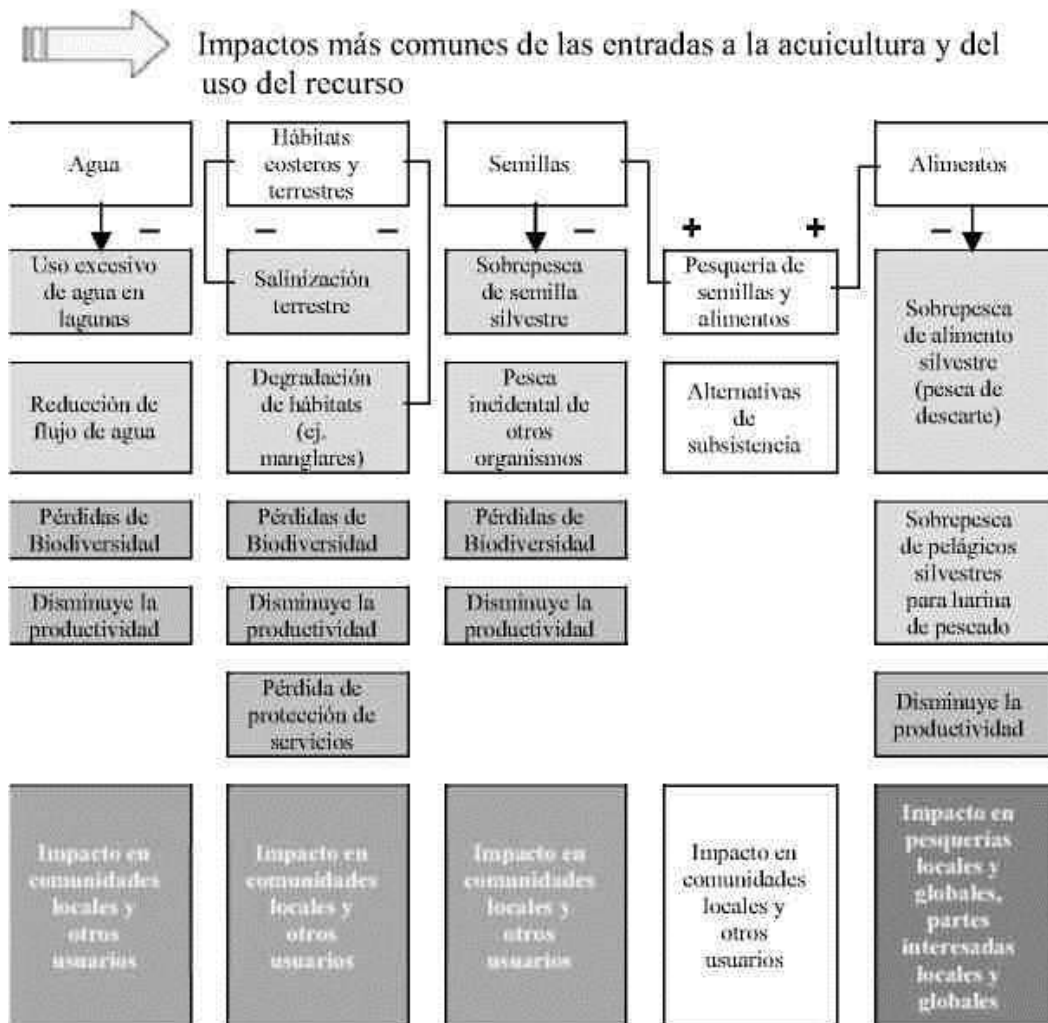 Impactos más comunes de las entradas a la acuicultura y del
uso del recurso
Agua
Hábitats
costeros y
terrestres
Semillas
Alimentos
−
−
−
−
+
+
−
Uso excesivo
de agua en
lagunas
Salinización
terrestre
Sobrepesca
de semilla
silvestre
Pesquería de
semillas y
alimentos
Sobrepesca
de alimento
silvestre
(pesca de
descarte)
Reducción de
flujo de agua
Degradación
de hábitats
(ej.
manglares)
Pesca
incidental de
otros
organismos
Alternativas
de
subsistencia
Pérdidas de
Biodiversidad
Pérdidas de
Biodiversidad
Pérdidas de
Biodiversidad
Sobrepesca
de pelágicos
silvestres
para harina
de pescado
Disminuye la
productividad
Disminuye la
productividad
Disminuye la
productividad
Pérdida de
protección de
servicios
Disminuye la
productividad
Impacto en
comunidades
locales y
otros
usuarios
Impacto en
comunidades
locales y
otros
usuarios
Impacto en
comunidades
locales y
otros
usuarios
Impacto en
comunidades
locales y
otros
usuarios
Impacto en
pesquerías
locales y
globales,
partes
interesadas
locales y
globales